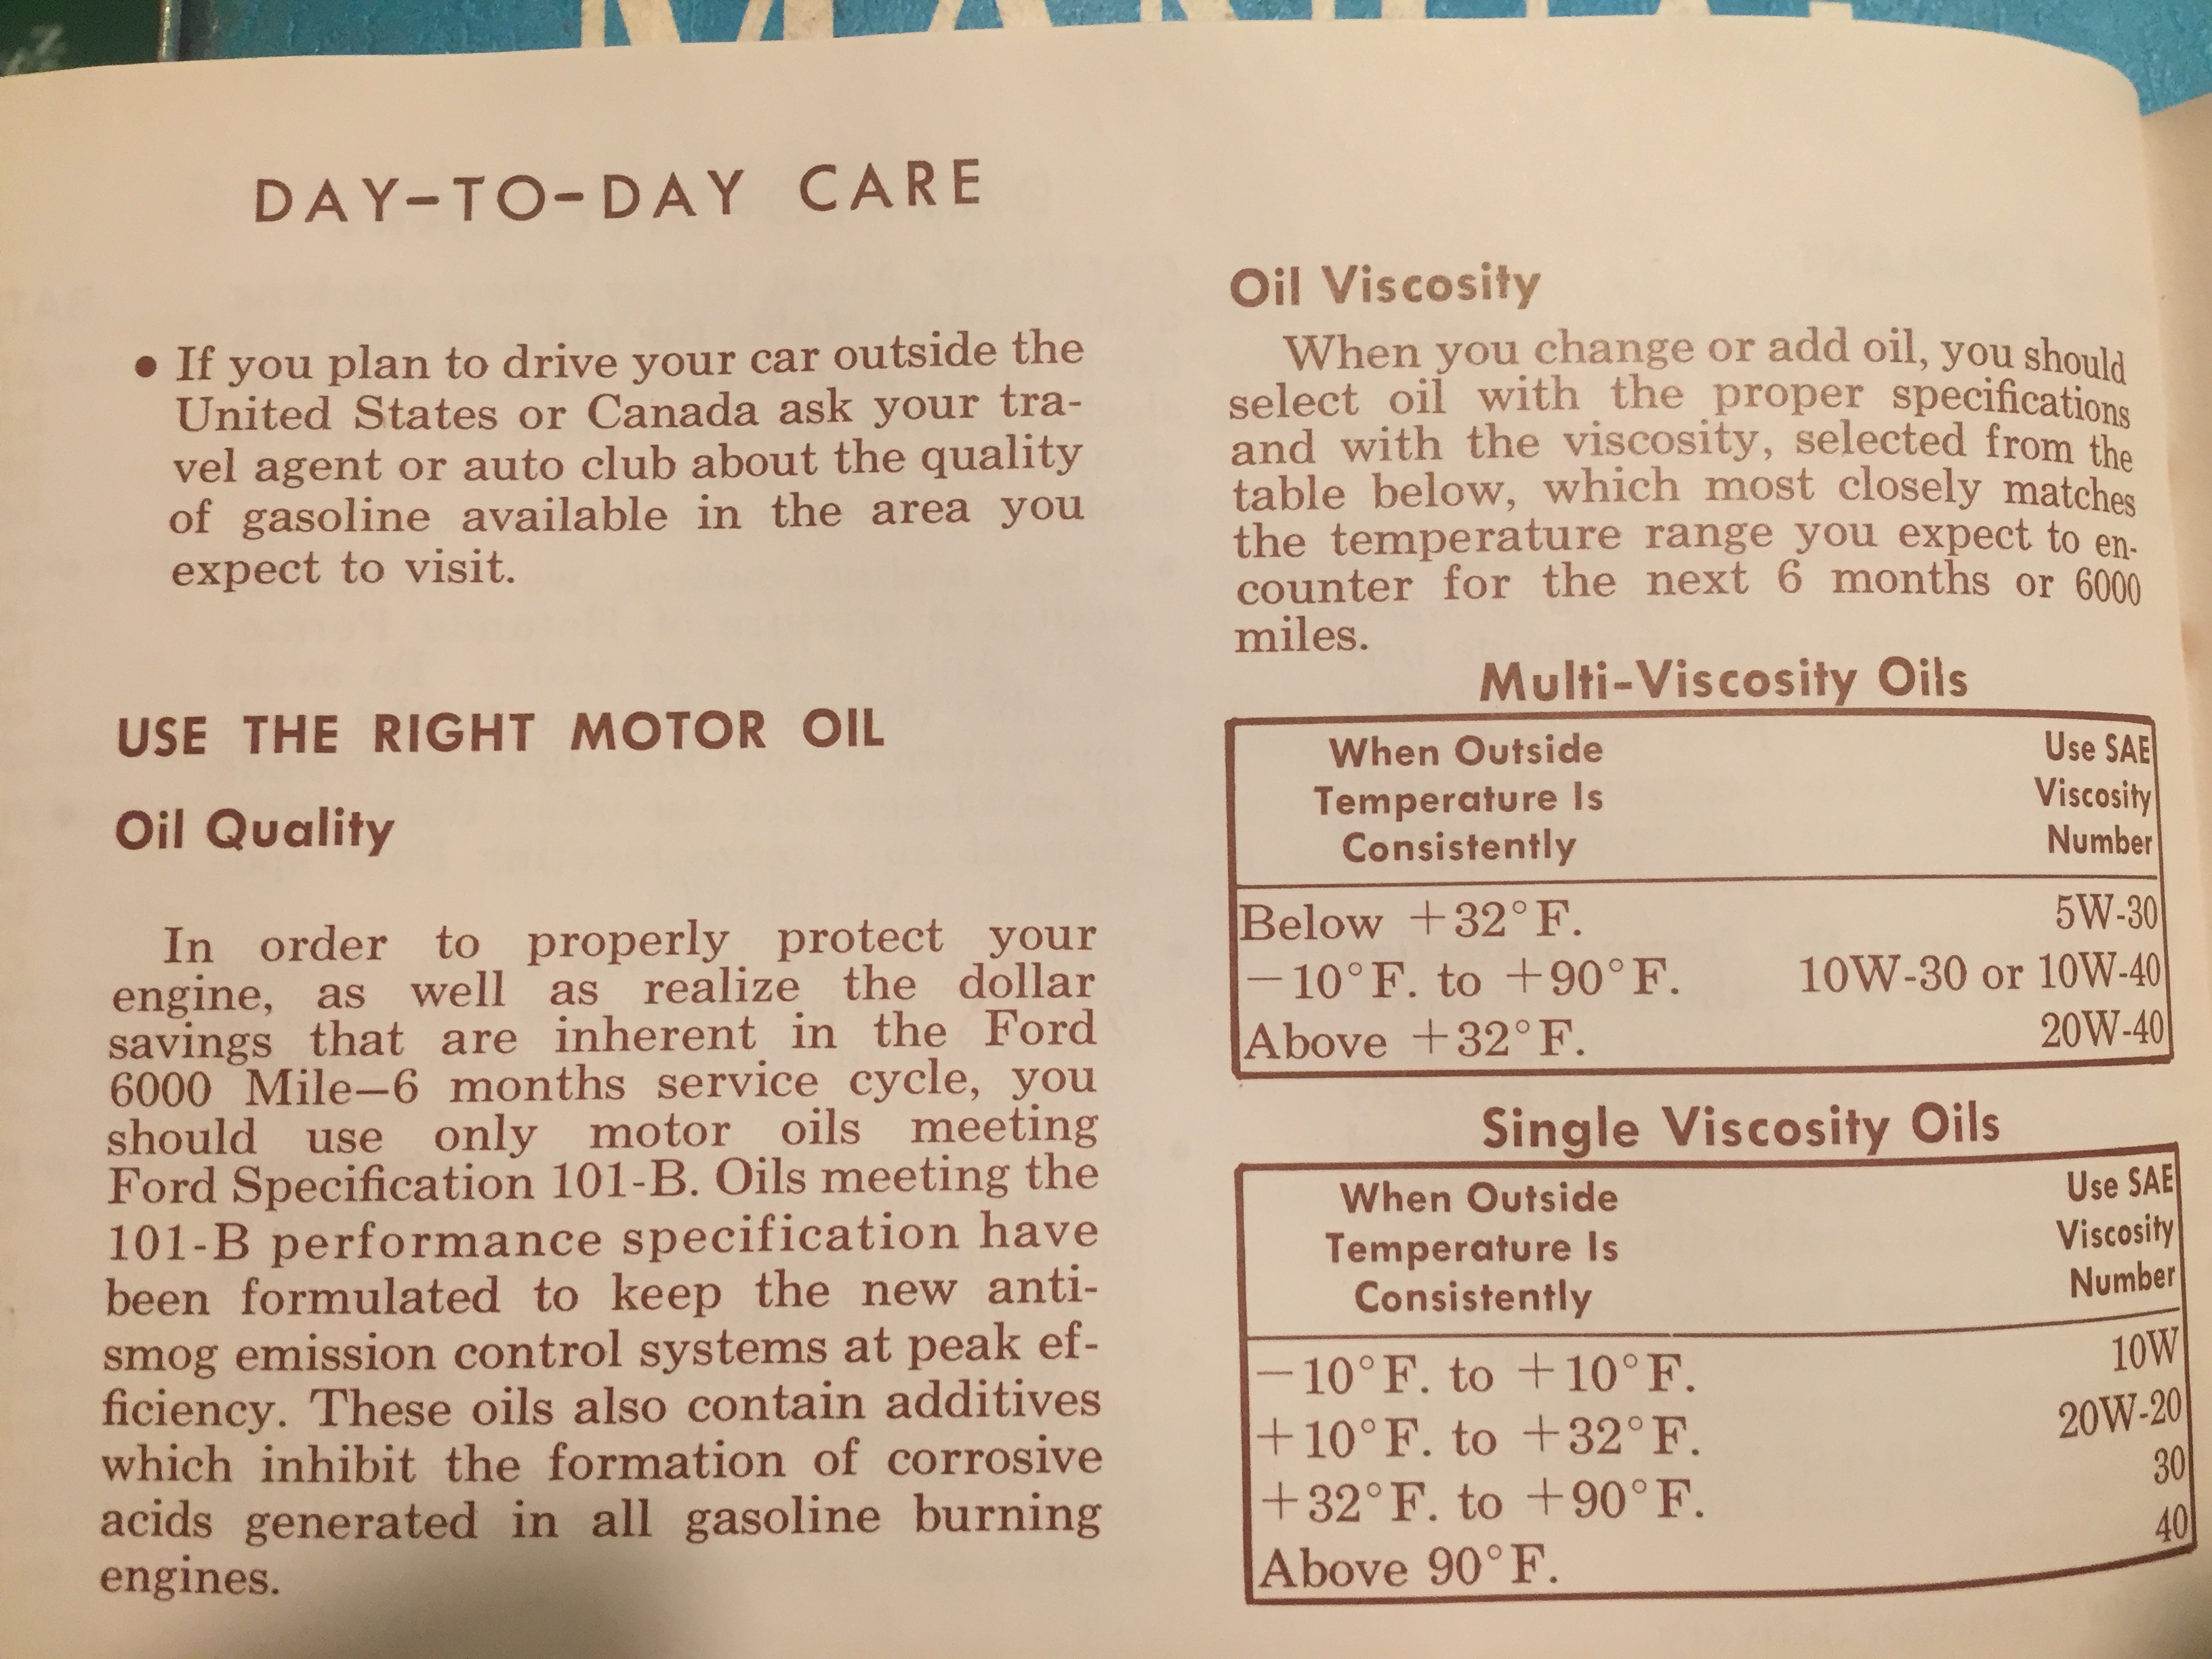 DAY-TO-DAY CARE
● If you plan to drive your car outside the
United States or Canada ask your tra-
vel agent or auto club about the quality
of gasoline available in the area you
expect to visit.
USE THE RIGHT MOTOR OIL
Oil Quality
In order to properly protect your
engine, as well as realize the dollar
savings that are inherent in the Ford
6000 Mile—6 months service cycle, you
should use only motor oils meeting
Ford Specification 101-B. Oils meeting the
101-B performance specification have
been formulated to keep the new anti-
smog emission control systems at peak ef-
ficiency. These oils also contain additives
which inhibit the formation of corrosive
acids generated in all gasoline burning
engines.
Oil Viscosity
When you change or add oil, you should
select oil with the proper specifications
and with the viscosity, selected from the
table below, which most closely matches
the temperature range you expect to en-
counter for the next 6 months or 6000
miles.
Multi-Viscosity Oils
When Outside Use SAE
Temperature Is Viscosity
Consistently Number
Below +32°F. 5W-30
−10°F. to +90°F. 10W-30 or 10W-40
Above +32°F. 20W-40
Single Viscosity Oils
When Outside Use SAE
Temperature Is Viscosity
Consistently Number
−10°F. to +10°F. 10W
+10°F. to +32°F. 20W-20
+32°F. to +90°F. 30
Above 90°F. 40